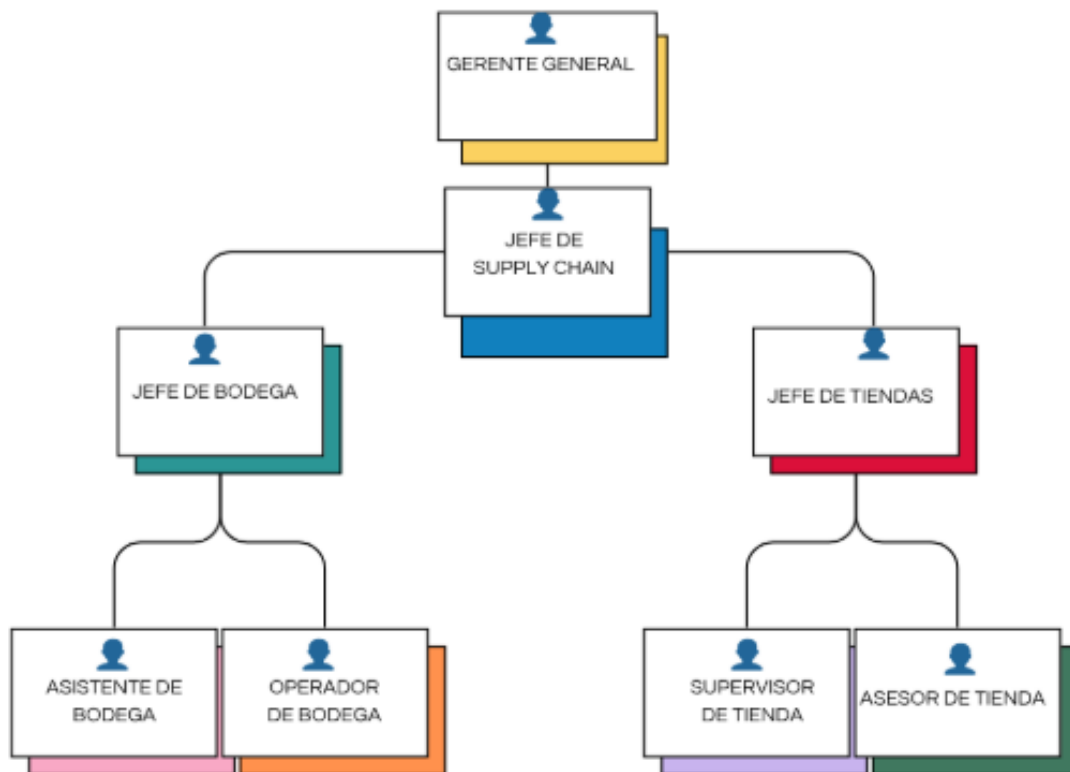 GERENTE GENERAL
JEFE DE
SUPPLY CHAIN
JEFE DE BODEGA
JEFE DE TIENDAS
ASISTENTE DE
BODEGA
OPERADOR
DE BODEGA
SUPERVISOR
DE TIENDA
ASESOR DE TIENDA